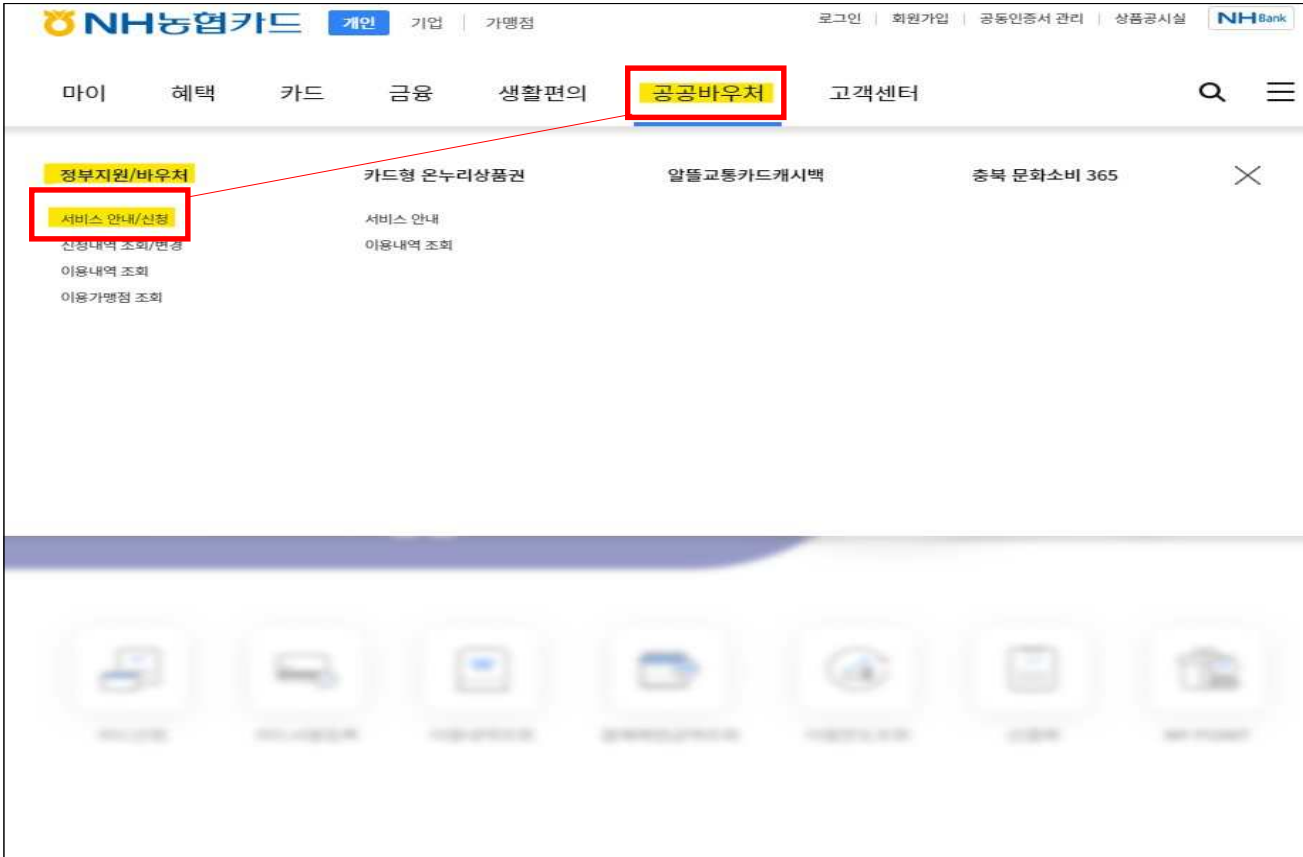 NH농협카드 개인 기업 가맹점 로그인 회원가입 공동인증서 관리 상품공시실 NH Bank
마이 혜택 카드 금융 생활편의 공공바우처 고객센터
정부지원/바우처 카드형 온누리상품권 알뜰교통카드캐시백 충북 문화소비 365
서비스 안내/신청 서비스 안내
신청내역 조회/변경 이용내역 조회
이용내역 조회
이용가맹점 조회